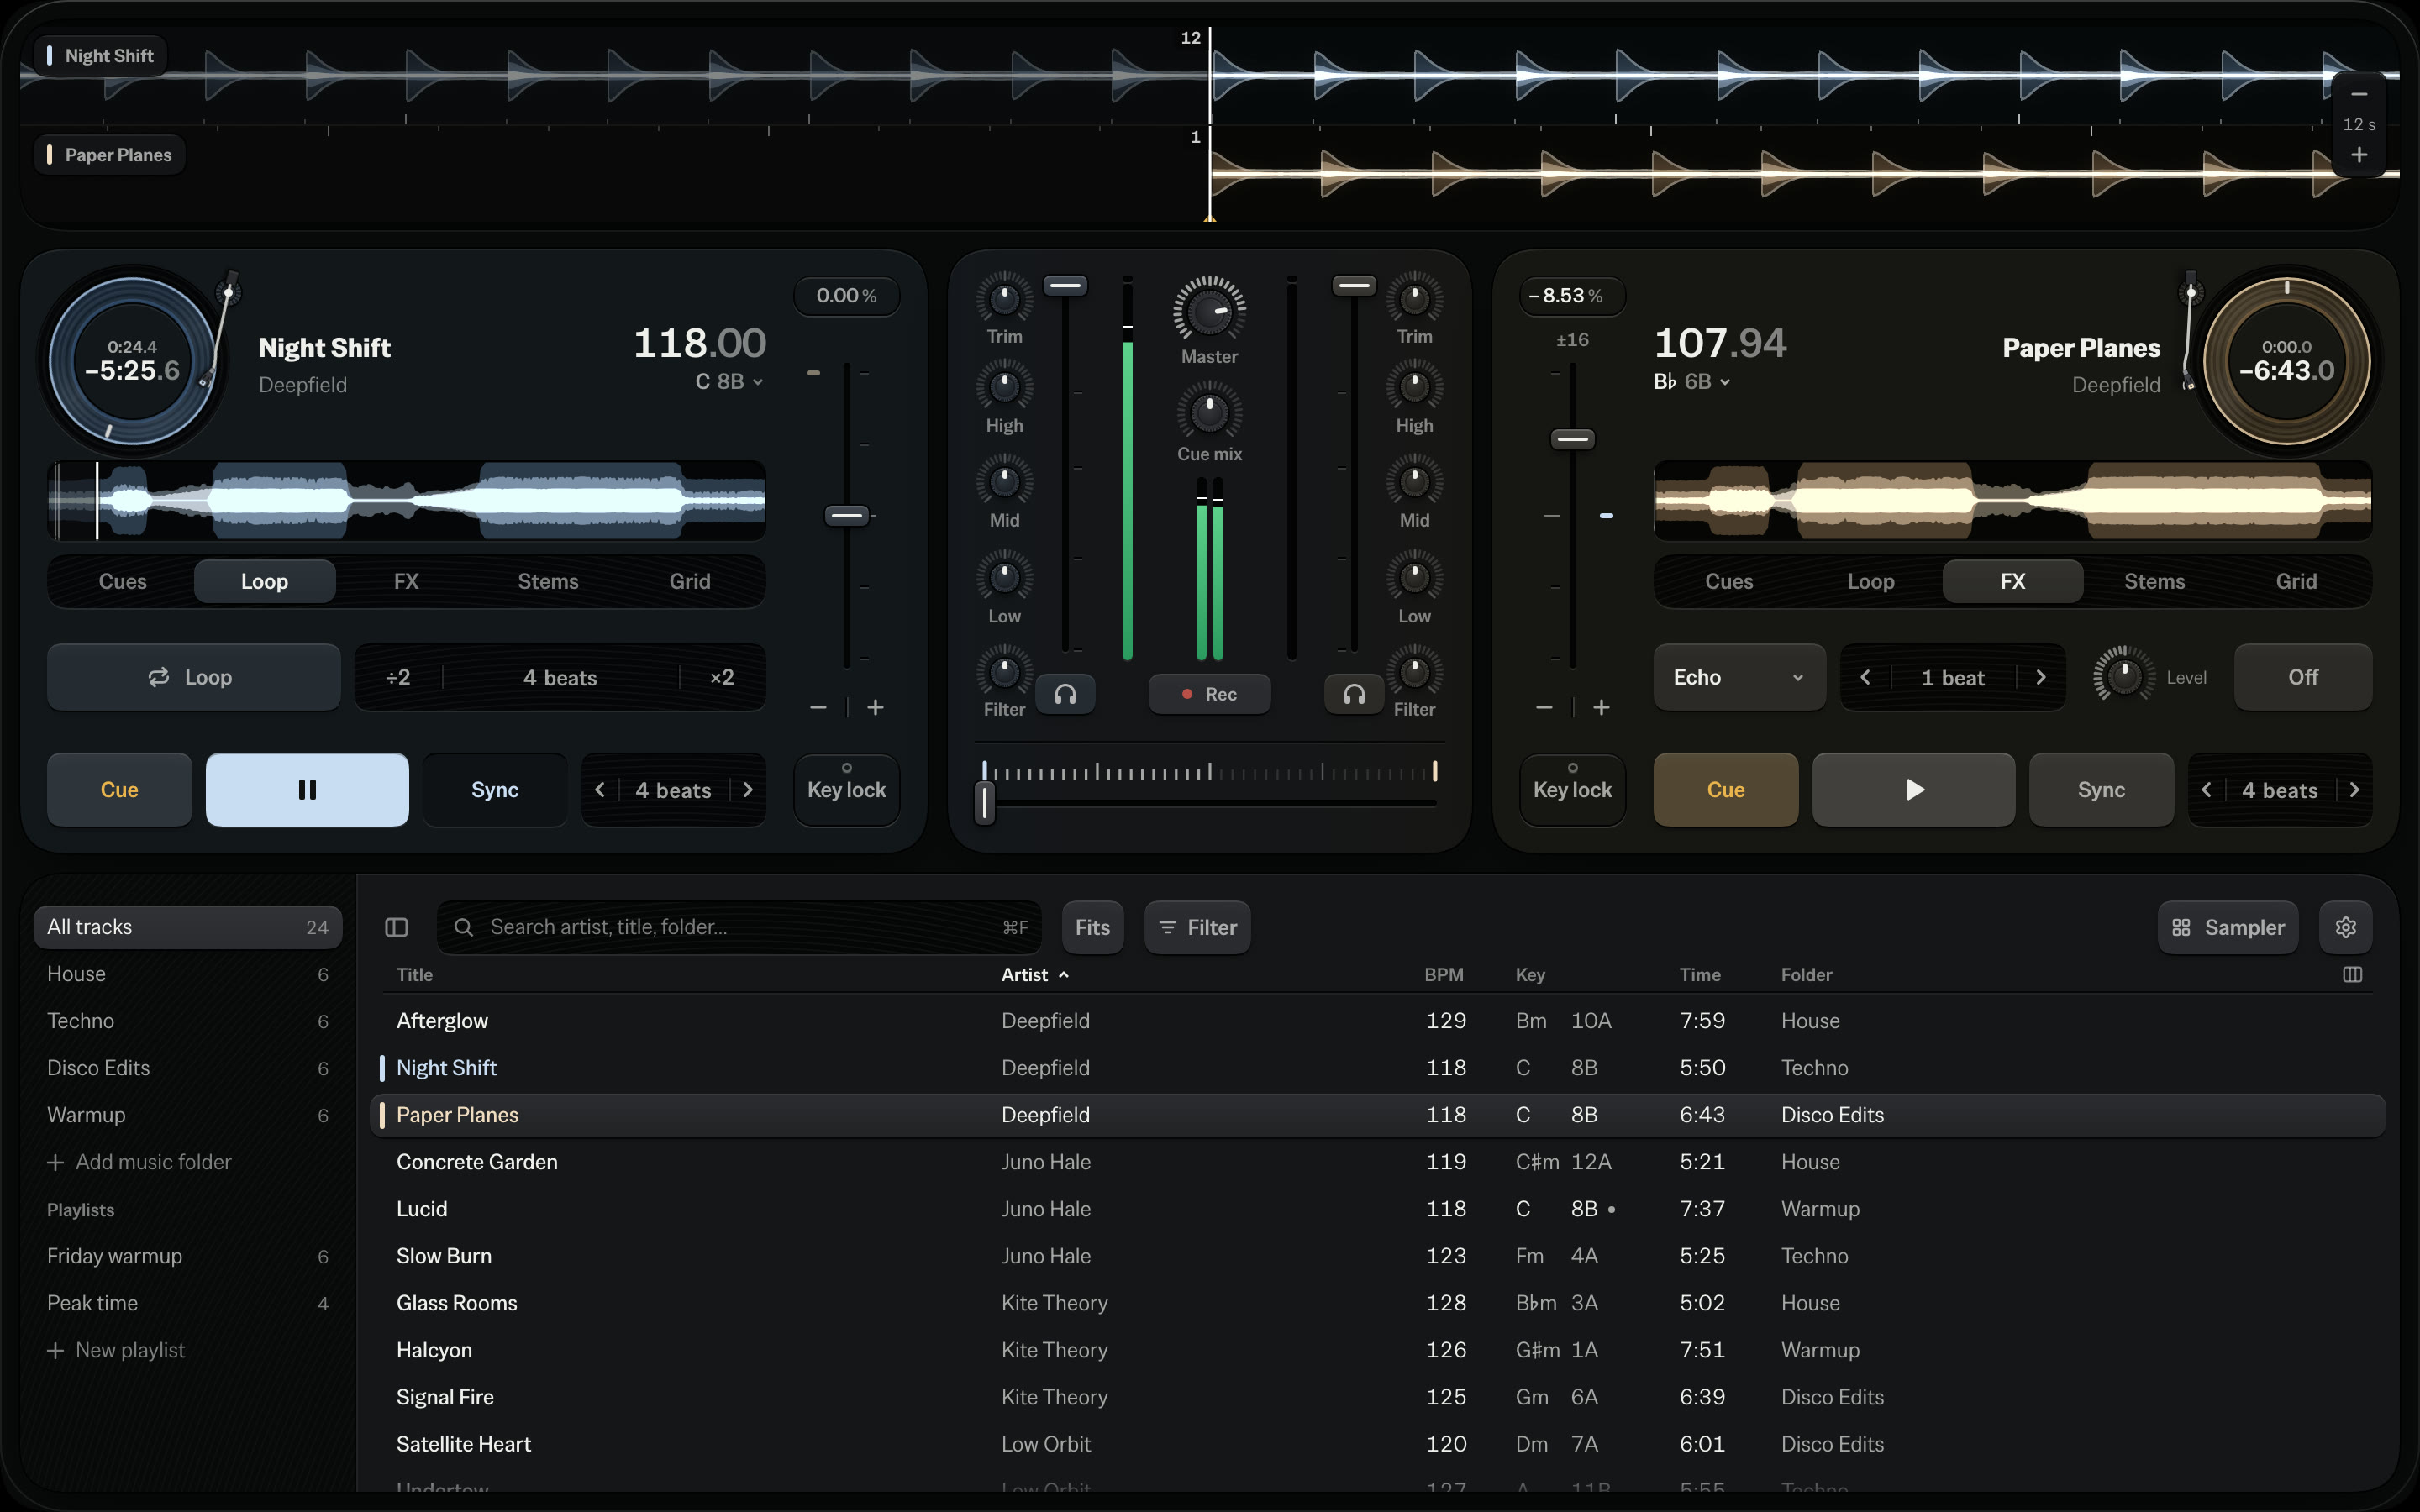 Night Shift
12
12 s
Paper Planes
1
0:24.4
−5:25.6
Night Shift
Deepfield
118.00
C 8B
0.00 %
Cues
Loop
FX
Stems
Grid
Loop
÷2
4 beats
×2
Cue
Sync
4 beats
Key lock
Trim
High
Mid
Low
Filter
Master
Cue mix
Rec
Trim
High
Mid
Low
Filter
−8.53 %
±16
107.94
B♭ 6B
Paper Planes
Deepfield
0:00.0
−6:43.0
Cues
Loop
FX
Stems
Grid
Echo
1 beat
Level
Off
Key lock
Cue
Sync
4 beats
All tracks 24
House 6
Techno 6
Disco Edits 6
Warmup 6
Add music folder
Playlists
Friday warmup 6
Peak time 4
New playlist
Search artist, title, folder... ⌘F
Fits
Filter
Sampler
Title Artist BPM Key Time Folder
Afterglow Deepfield 129 Bm 10A 7:59 House
Night Shift Deepfield 118 C 8B 5:50 Techno
Paper Planes Deepfield 118 C 8B 6:43 Disco Edits
Concrete Garden Juno Hale 119 C♯m 12A 5:21 House
Lucid Juno Hale 118 C 8B • 7:37 Warmup
Slow Burn Juno Hale 123 Fm 4A 5:25 Techno
Glass Rooms Kite Theory 128 B♭m 3A 5:02 House
Halcyon Kite Theory 126 G♯m 1A 7:51 Warmup
Signal Fire Kite Theory 125 Gm 6A 6:39 Disco Edits
Satellite Heart Low Orbit 120 Dm 7A 6:01 Disco Edits
Undertow Low Orbit 127 A 11B 5:55 Techno